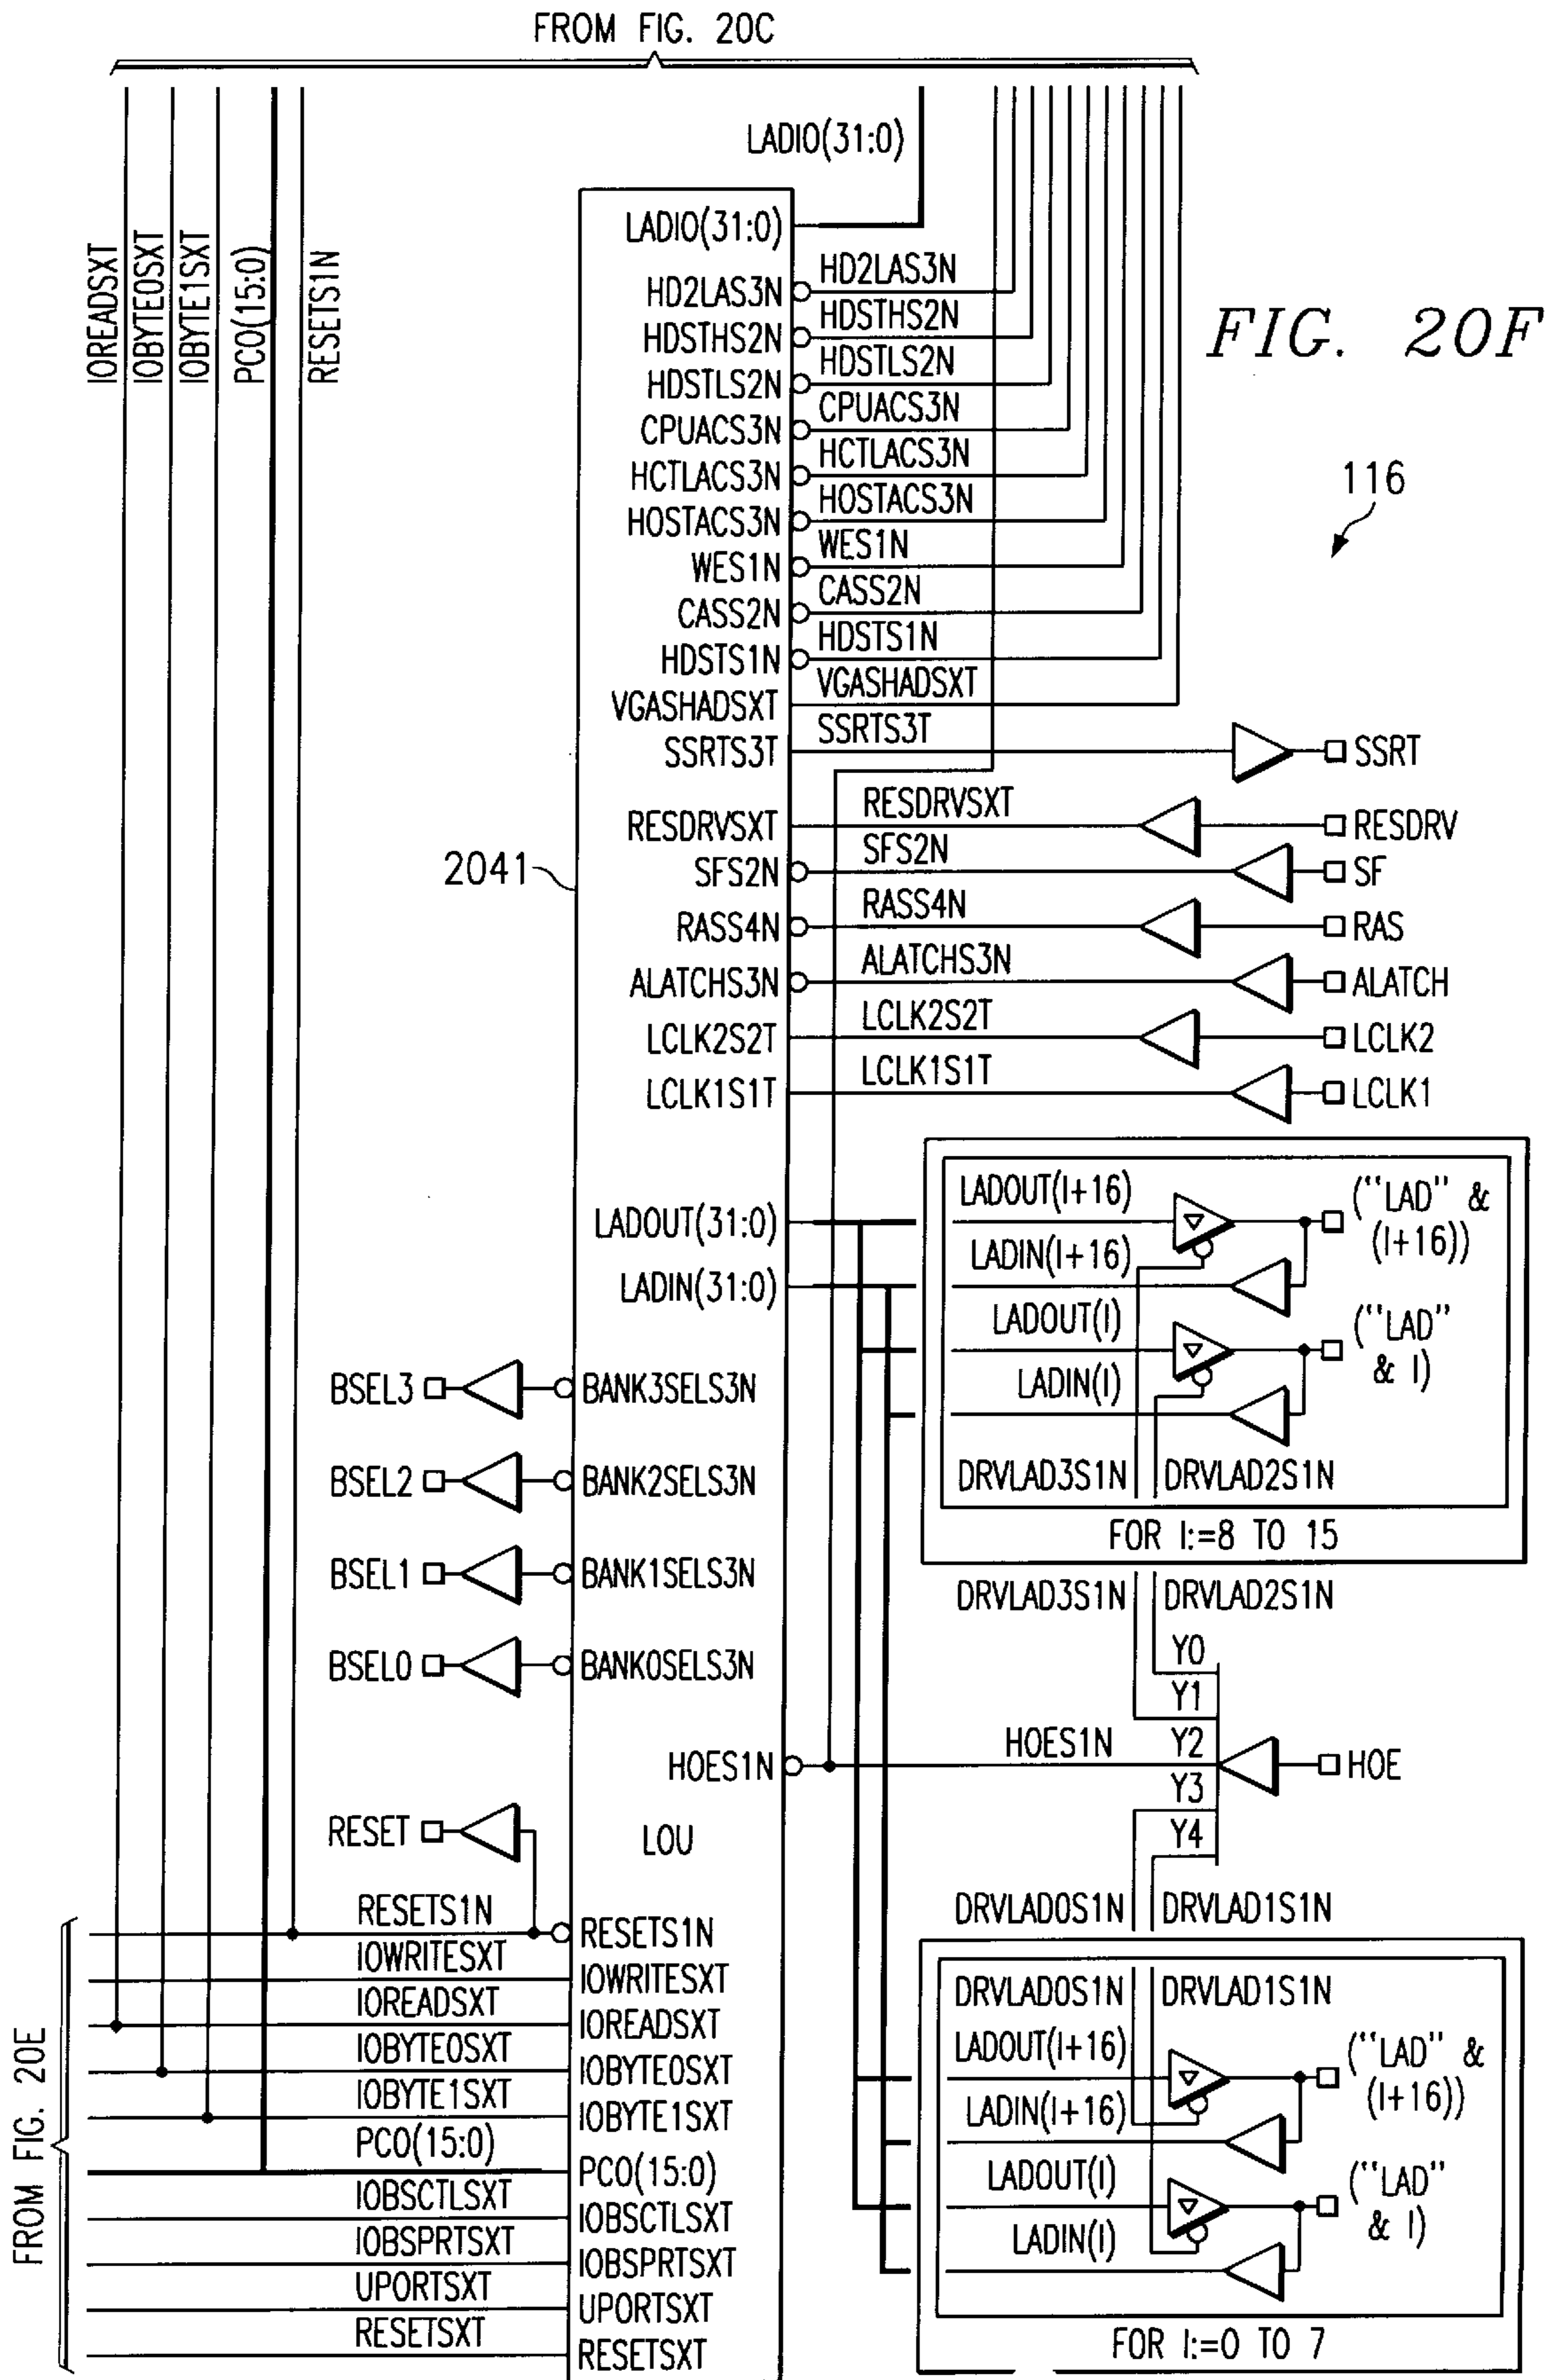 FROM FIG. 20C
LADIO(31:0)
IOREADSXT
IOBYTE0SXT
IOBYTE1SXT
PCO(15:0)
RESETS1N
FIG. 20F
116
2041
LADIO(31:0)
HD2LAS3N HD2LAS3N
HDSTHS2N HDSTHS2N
HDSTLS2N HDSTLS2N
CPUACS3N CPUACS3N
HCTLACS3N HCTLACS3N
HOSTACS3N HOSTACS3N
WES1N WES1N
CASS2N CASS2N
HDSTS1N HDSTS1N
VGASHADSXT VGASHADSXT
SSRTS3T SSRTS3T SSRT
RESDRVSXT RESDRVSXT RESDRV
SFS2N SFS2N SF
RASS4N RASS4N RAS
ALATCHS3N ALATCHS3N ALATCH
LCLK2S2T LCLK2S2T LCLK2
LCLK1S1T LCLK1S1T LCLK1
LADOUT(31:0)
LADIN(31:0)
LADOUT(I+16) ("LAD" &
LADIN(I+16) (I+16))
LADOUT(I) ("LAD"
LADIN(I) & I)
DRVLAD3S1N DRVLAD2S1N
FOR I:=8 TO 15
DRVLAD3S1N DRVLAD2S1N
BSEL3 BANK3SELS3N
BSEL2 BANK2SELS3N
BSEL1 BANK1SELS3N
BSEL0 BANK0SELS3N
Y0
Y1
HOES1N HOES1N Y2 HOE
Y3
Y4
RESET
LOU
DRVLAD0S1N DRVLAD1S1N
DRVLAD0S1N DRVLAD1S1N
LADOUT(I+16) ("LAD" &
LADIN(I+16) (I+16))
LADOUT(I) ("LAD"
LADIN(I) & I)
FOR I:=0 TO 7
FROM FIG. 20E
RESETS1N RESETS1N
IOWRITESXT IOWRITESXT
IOREADSXT IOREADSXT
IOBYTE0SXT IOBYTE0SXT
IOBYTE1SXT IOBYTE1SXT
PCO(15:0) PCO(15:0)
IOBSCTLSXT IOBSCTLSXT
IOBSPRTSXT IOBSPRTSXT
UPORTSXT UPORTSXT
RESETSXT RESETSXT